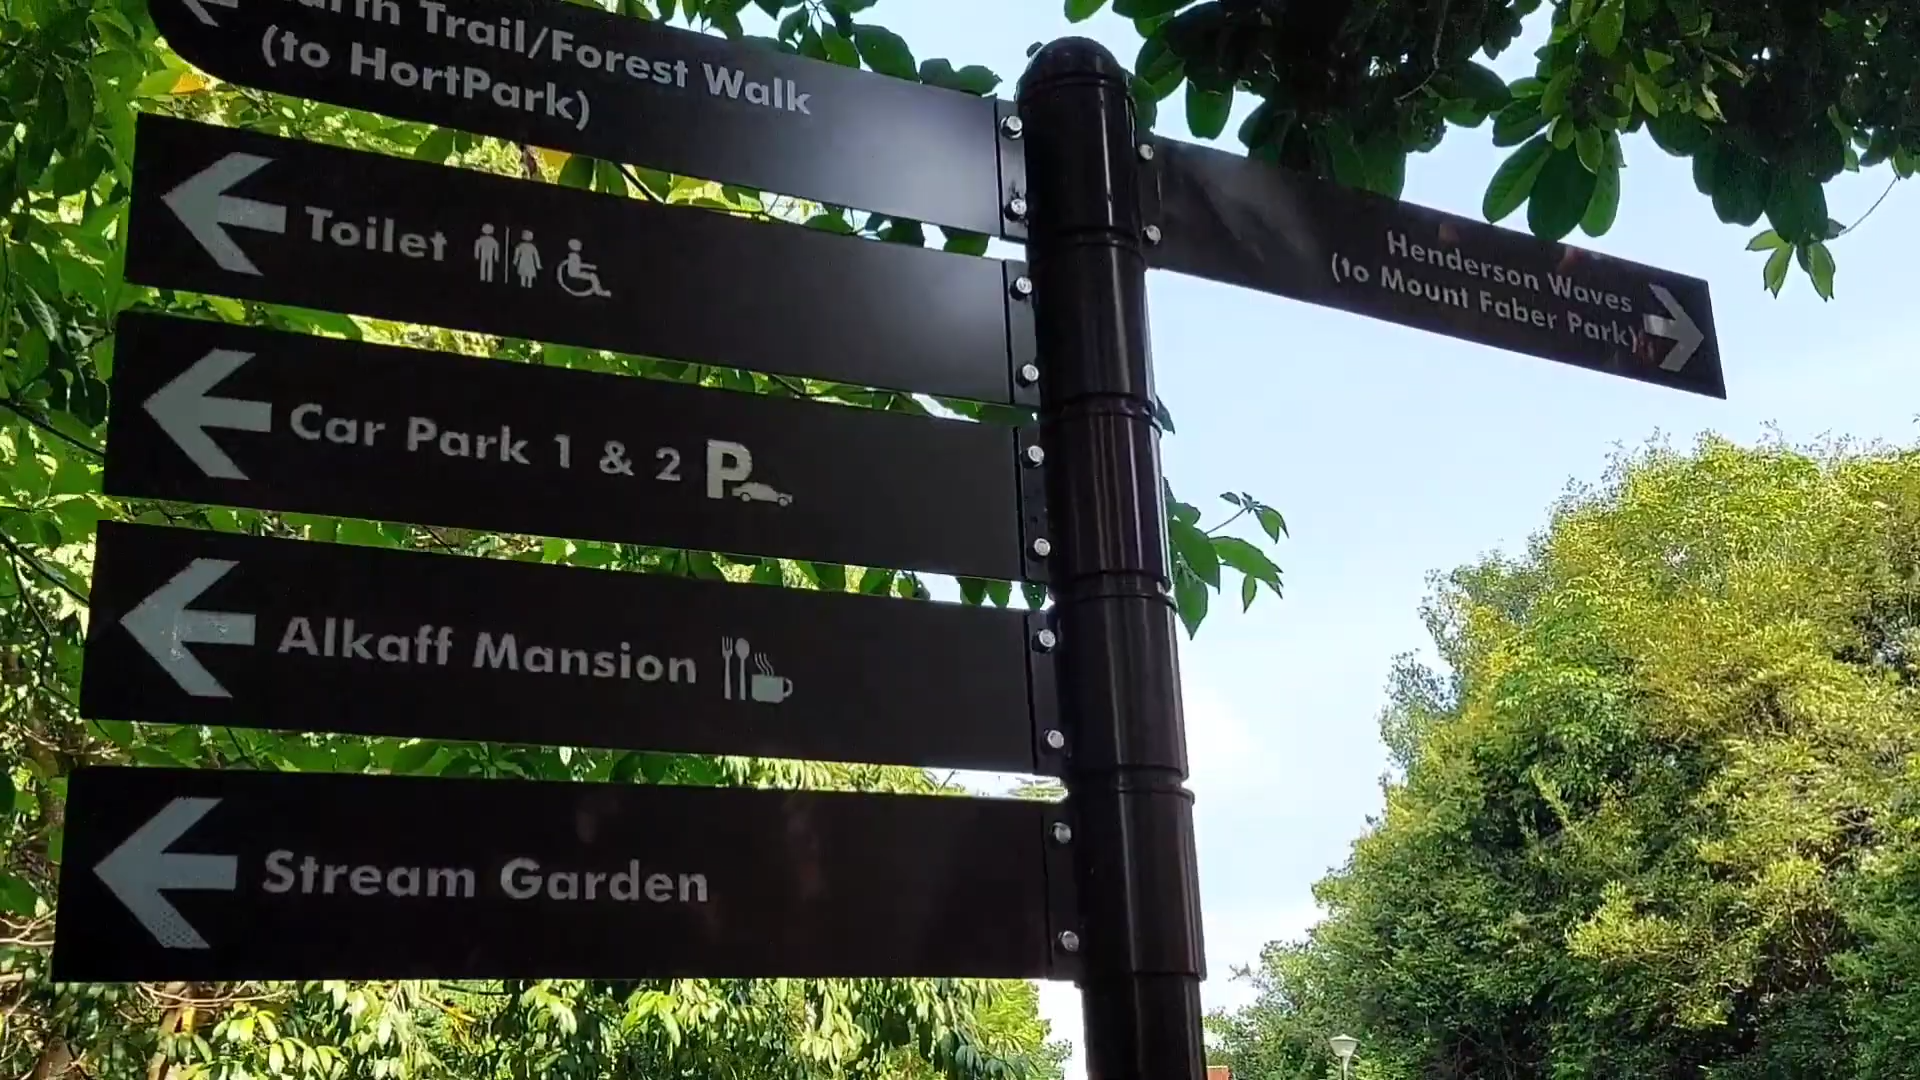 Trail/Forest Walk
(to HortPark)
Toilet
Car Park 1 & 2 P
Alkaff Mansion
Stream Garden
Henderson Waves
(to Mount Faber Park)